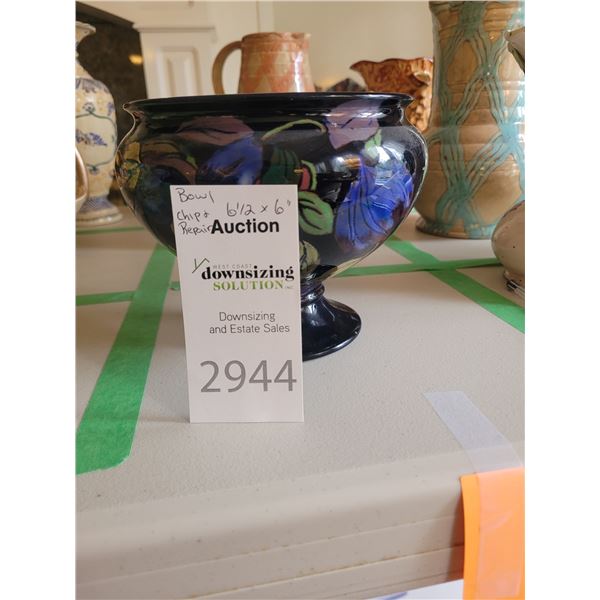 Bowl
Chip + 6 1/2 x 6"
Repair
Auction
WEST COAST
downsizing
SOLUTION INC
Downsizing
and Estate Sales
2944